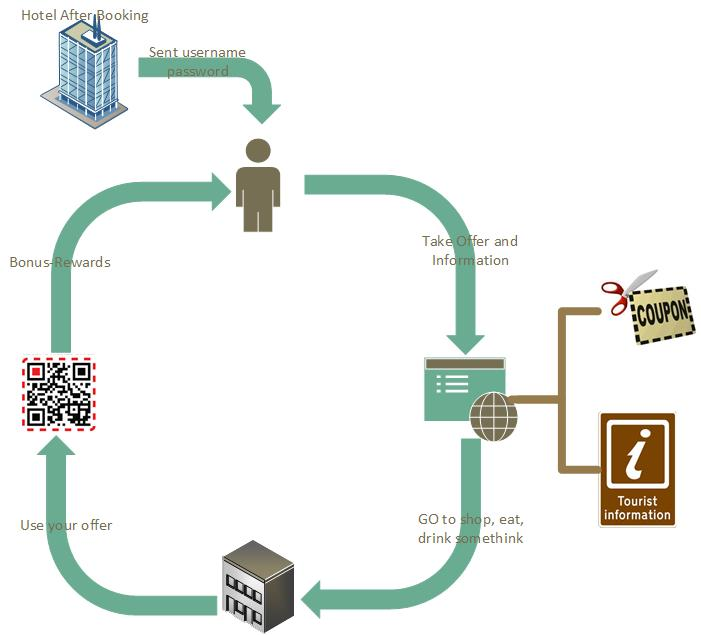 Hotel After Booking
Sent username
password
Take Offer and
Information
Bonus-Rewards
COUPON
i
Tourist
information
GO to shop, eat,
drink somethink
Use your offer